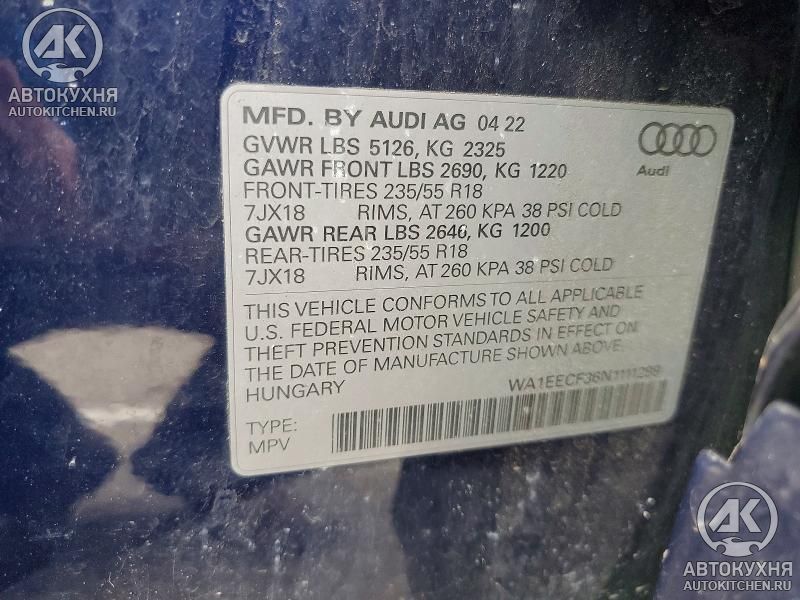 AK
АВТОКУХНЯ
AUTOKITCHEN.RU
MFD. BY AUDI AG 04 22
GVWR LBS 5126, KG 2325
GAWR FRONT LBS 2690, KG 1220
FRONT-TIRES 235/55 R18
7JX18 RIMS, AT 260 KPA 38 PSI COLD
GAWR REAR LBS 2646, KG 1200
REAR-TIRES 235/55 R18
7JX18 RIMS, AT 260 KPA 38 PSI COLD
Audi
THIS VEHICLE CONFORMS TO ALL APPLICABLE
U.S. FEDERAL MOTOR VEHICLE SAFETY AND
THEFT PREVENTION STANDARDS IN EFFECT ON
THE DATE OF MANUFACTURE SHOWN ABOVE.
HUNGARY
WA1EECF36N1111299
TYPE:
MPV
AK
АВТОКУХНЯ
AUTOKITCHEN.RU